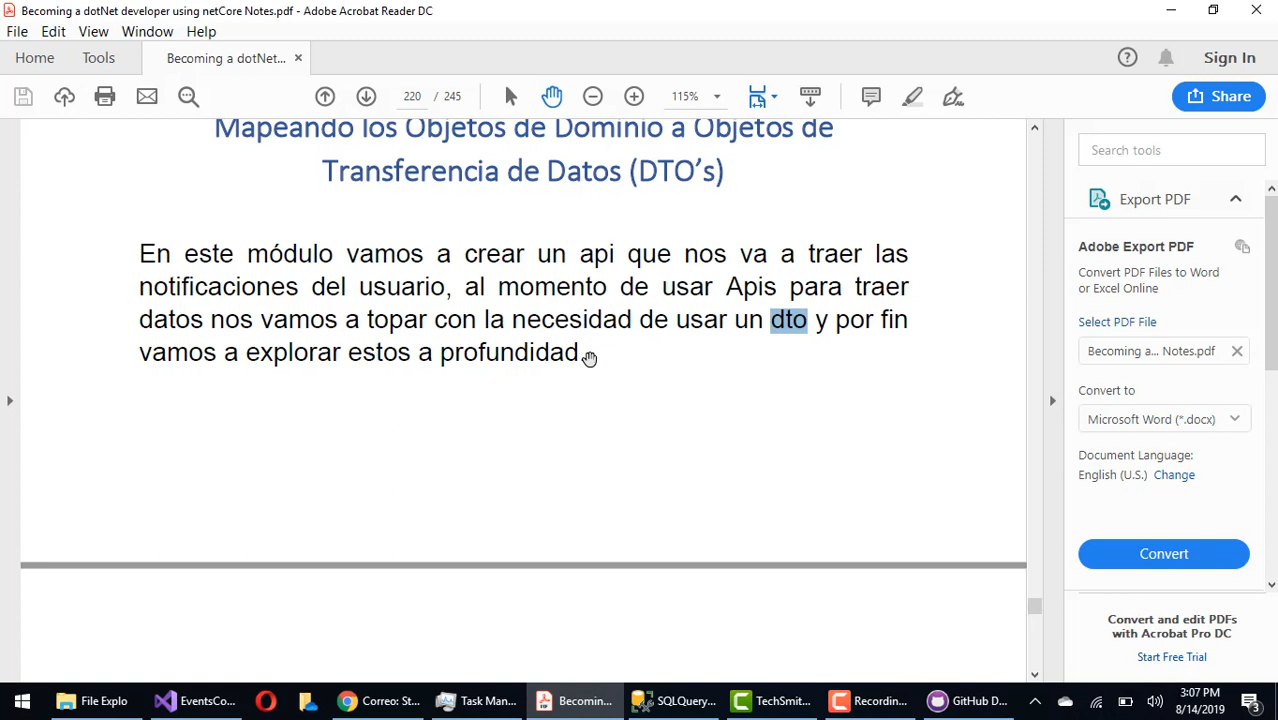 Becoming a dotNet developer using netCore Notes.pdf - Adobe Acrobat Reader DC
File Edit View Window Help
Home Tools Becoming a dotNet... Sign In
220 / 245 115% Share
Mapeando los Objetos de Dominio a Objetos de
Transferencia de Datos (DTO's)
En este módulo vamos a crear un api que nos va a traer las
notificaciones del usuario, al momento de usar Apis para traer
datos nos vamos a topar con la necesidad de usar un dto y por fin
vamos a explorar estos a profundidad.
Search tools
Export PDF
Adobe Export PDF
Convert PDF Files to Word
or Excel Online
Select PDF File
Becoming a... Notes.pdf
Convert to
Microsoft Word (*.docx)
Document Language:
English (U.S.) Change
Convert
Convert and edit PDFs
with Acrobat Pro DC
Start Free Trial
File Explo EventsCo... Correo: St... Task Man... Becomin... SQLQuery... TechSmit... Recording... GitHub D... 3:07 PM
8/14/2019 3